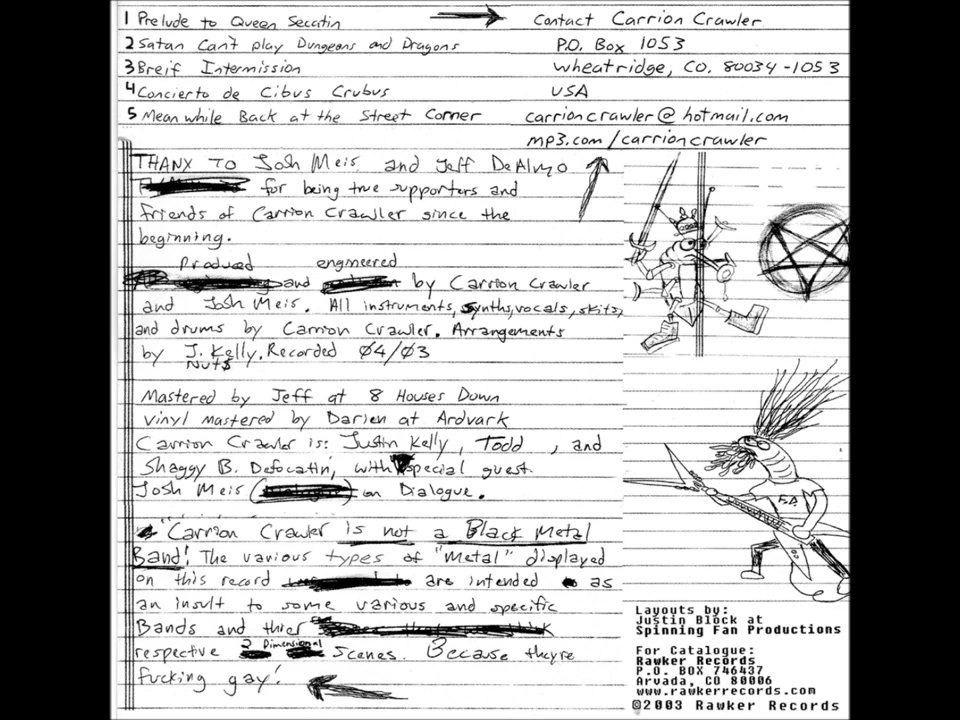 1 Prelude to Queen Seccatin
2 Satan Can't play Dungeons and Dragons
3 Breif Intermission
4 Concierto de Cibus Crubus
5 Mean while Back at the Street Corner
Contact Carrion Crawler
P.O. Box 1053
Wheatridge, CO. 80034-1053
USA
carrioncrawler@hotmail.com
mp3.com/carrioncrawler
THANX TO Josh Meis and Jeff DeAlmo
for being true supporters and
friends of Carrion Crawler since the
beginning.
Produced engineered
and by Carrion Crawler
and Josh Meis. All instruments, synths, vocals, skits,
and drums by Carrion Crawler. Arrangements
by J. Kelly. Recorded 04/03
Nuts
Mastered by Jeff at 8 Houses Down
vinyl mastered by Darien at Ardvark
Carrion Crawler is: Justin Kelly, Todd , and
Shaggy B. Defocatin', with special guest
Josh Meis ( ) on Dialogue.
"Carrion Crawler is not a Black Metal
Band! The various types of "Metal" displayed
on this record are intended as
an insult to some various and specific
Bands and thier
respective 2 Dimensional Scenes. Because they're
fucking gay!
F.D.
Layouts by:
Justin Block at
Spinning Fan Productions
For Catalogue:
Rawker Records
P.O. BOX 746437
Arvada, CO 80006
www.rawkerrecords.com
©2003 Rawker Records